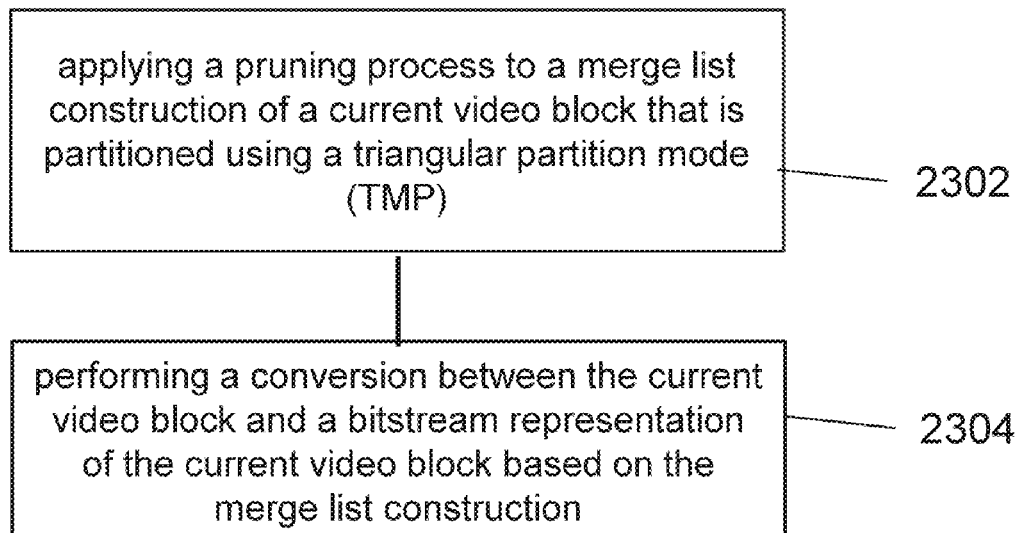 applying a pruning process to a merge list
construction of a current video block that is
partitioned using a triangular partition mode
(TMP)
2302
performing a conversion between the current
video block and a bitstream representation
of the current video block based on the
merge list construction
2304